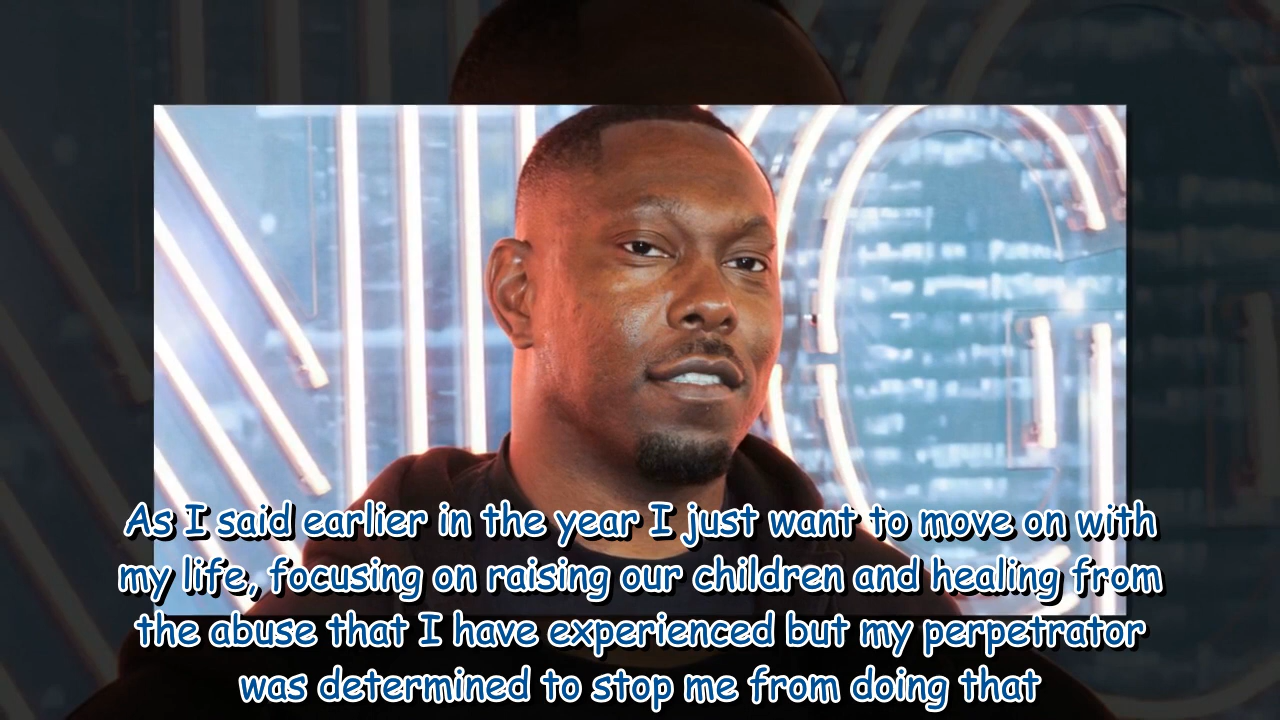 As I said earlier in the year I just want to move on with
my life, focusing on raising our children and healing from
the abuse that I have experienced but my perpetrator
was determined to stop me from doing that